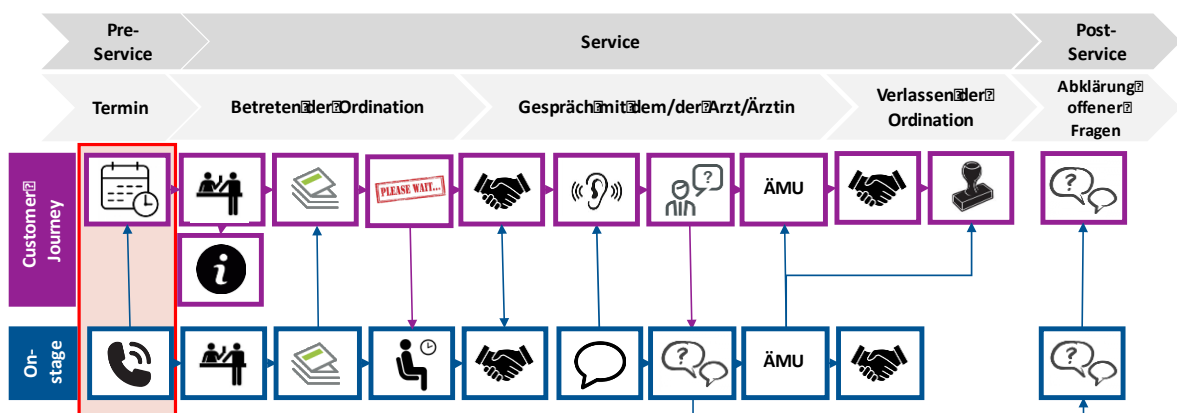 Pre-
Service
Service
Post-
Service
Termin
Betreten der Ordination
Gespräch mit dem/der Arzt/Ärztin
Verlassen der
Ordination
Abklärung
offener
Fragen
Customer
Journey
PLEASE WAIT...
?
ÄMU
i
?
On-
stage
?
ÄMU
?